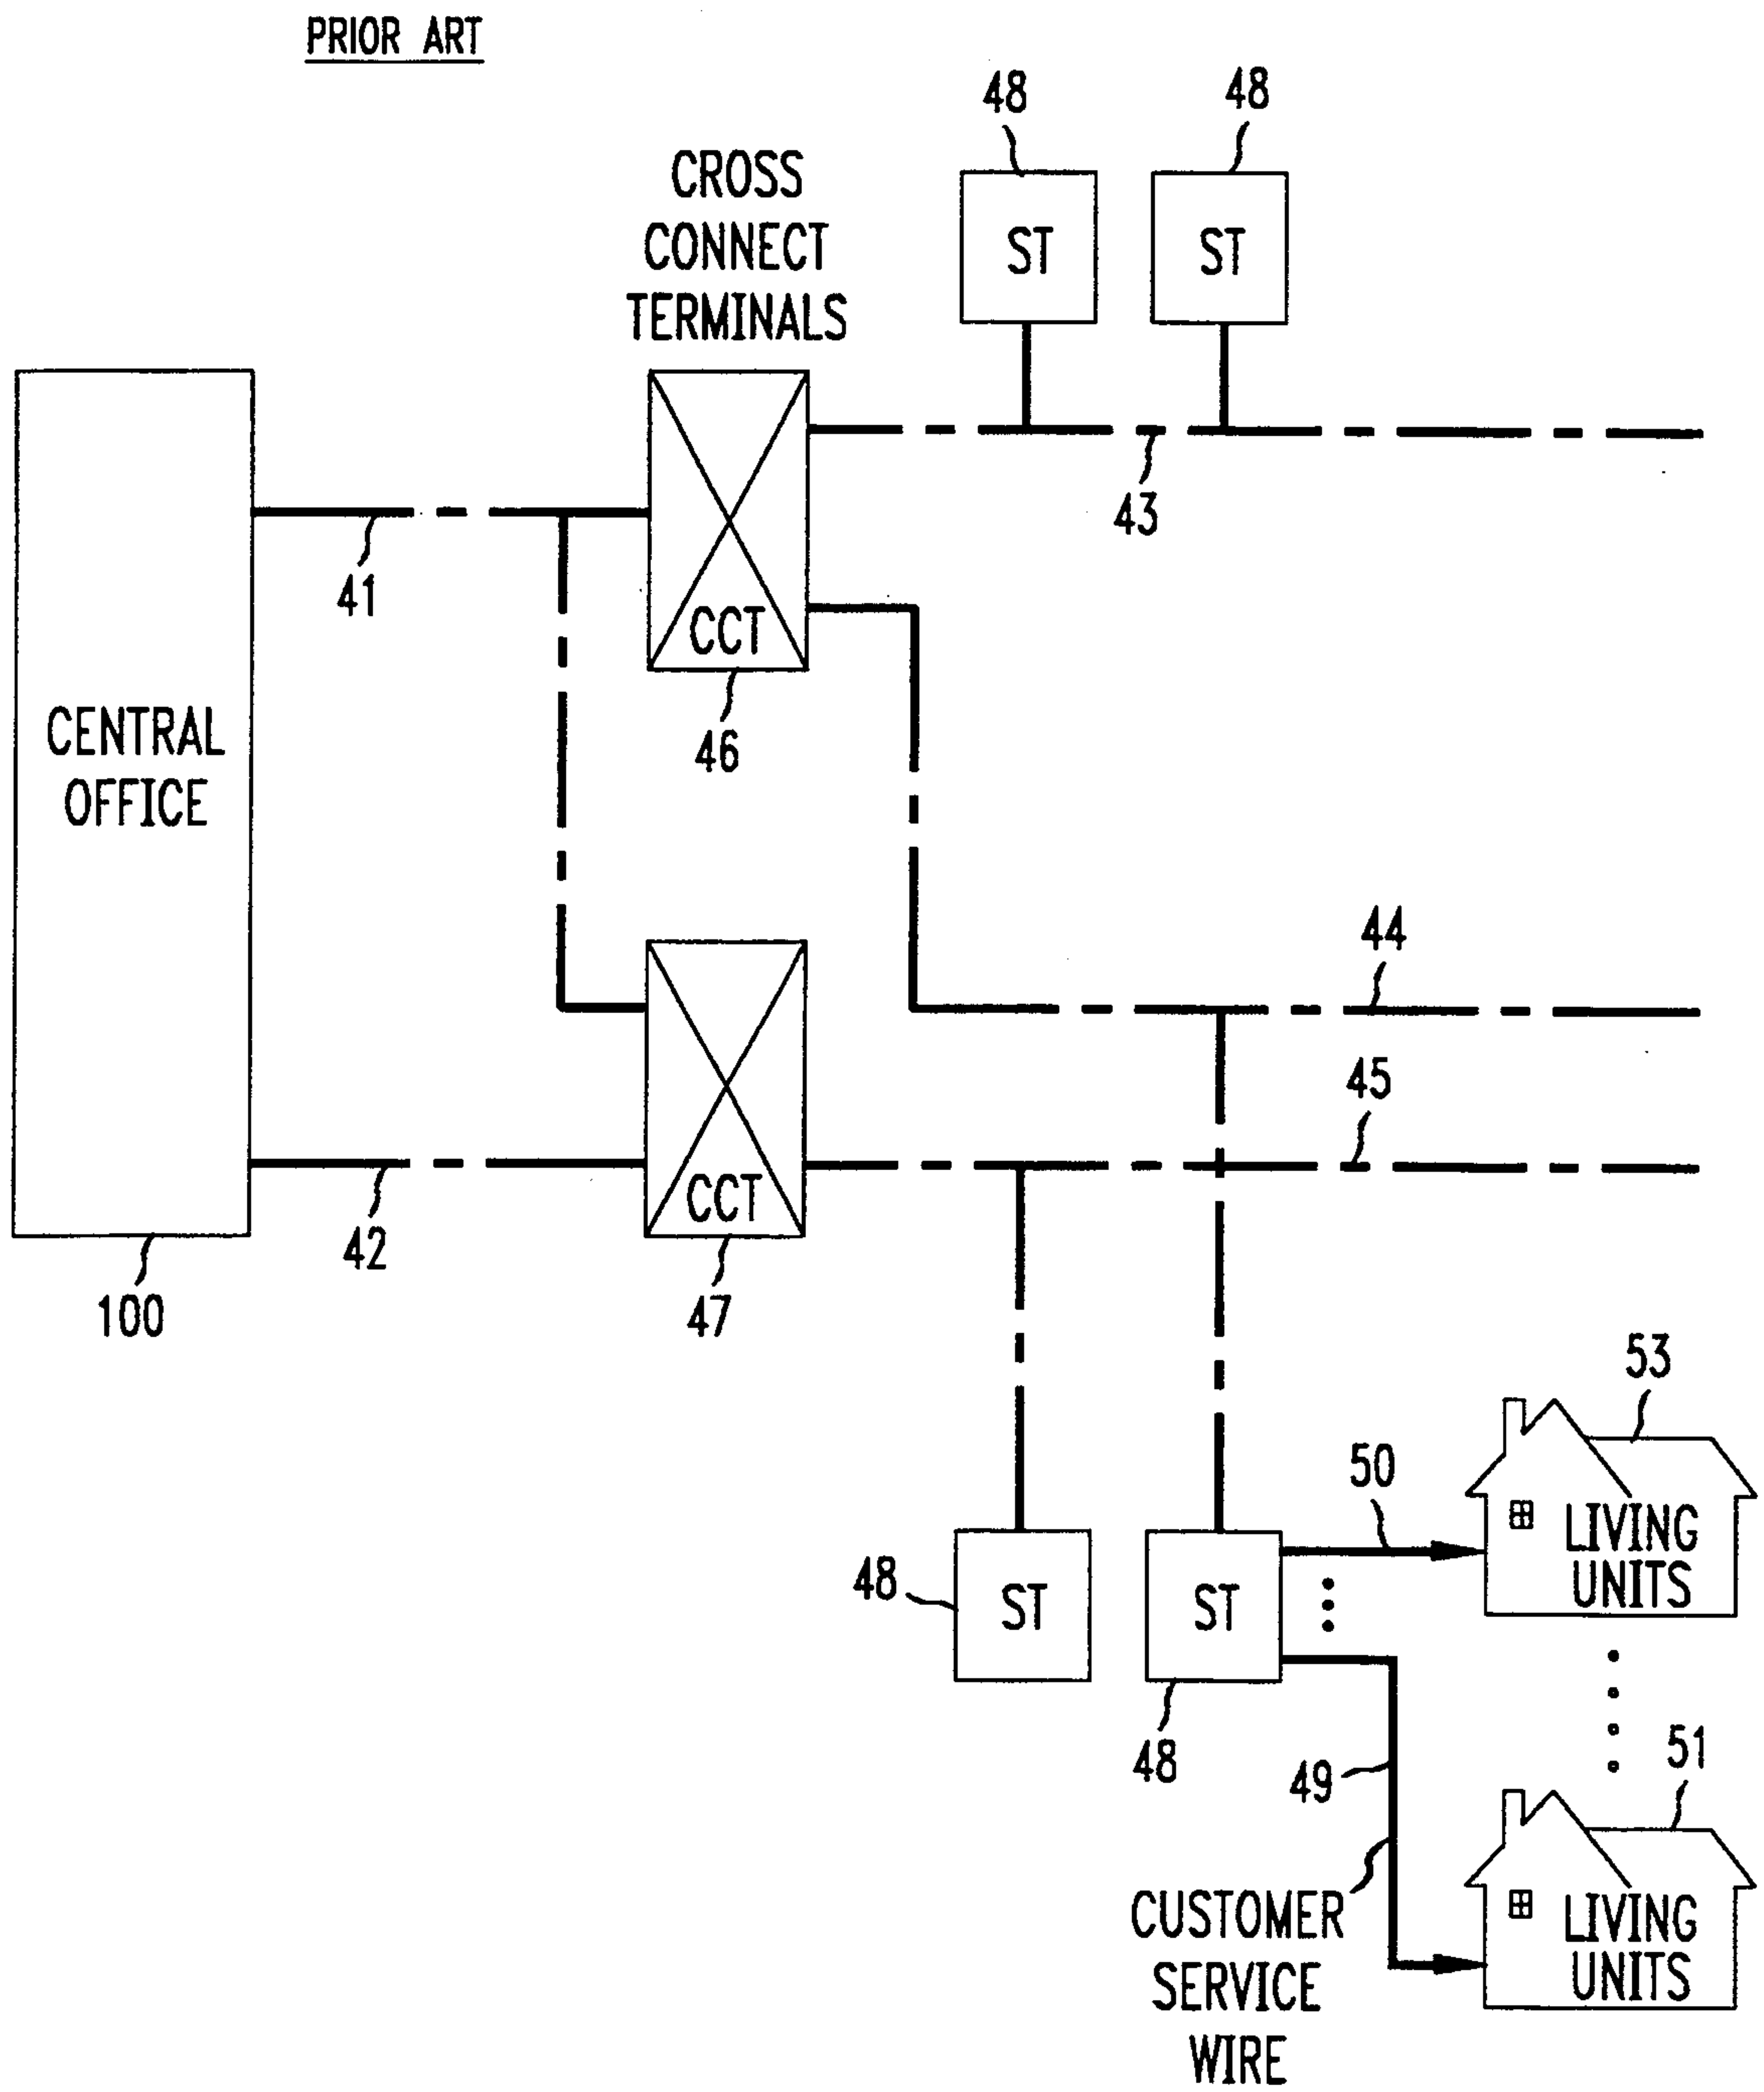 PRIOR ART
48
48
CROSS
CONNECT
TERMINALS
ST
ST
43
41
CCT
46
CENTRAL
OFFICE
44
45
CCT
42
47
100
53
50
LIVING
UNITS
48
ST
ST
48
49
51
CUSTOMER
SERVICE
WIRE
LIVING
UNITS